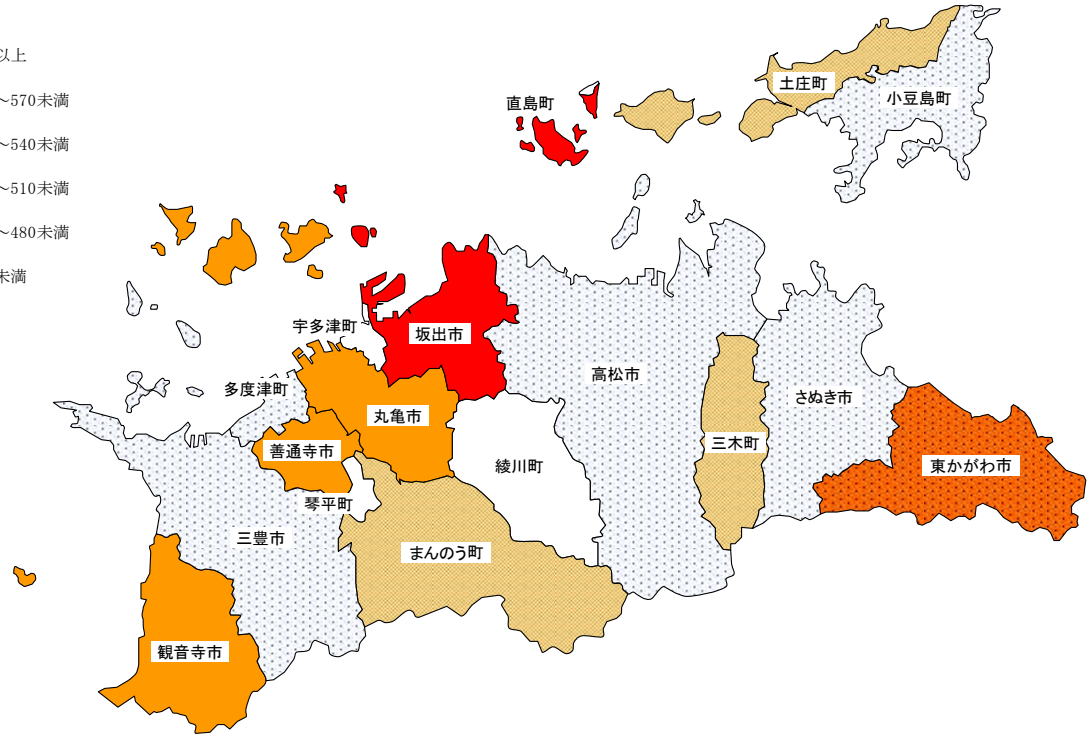 以上
～570未満
～540未満
～510未満
～480未満
未満
土庄町
小豆島町
直島町
宇多津町
坂出市
高松市
多度津町
丸亀市
さぬき市
善通寺市
三木町
綾川町
東かがわ市
琴平町
三豊市
まんのう町
観音寺市